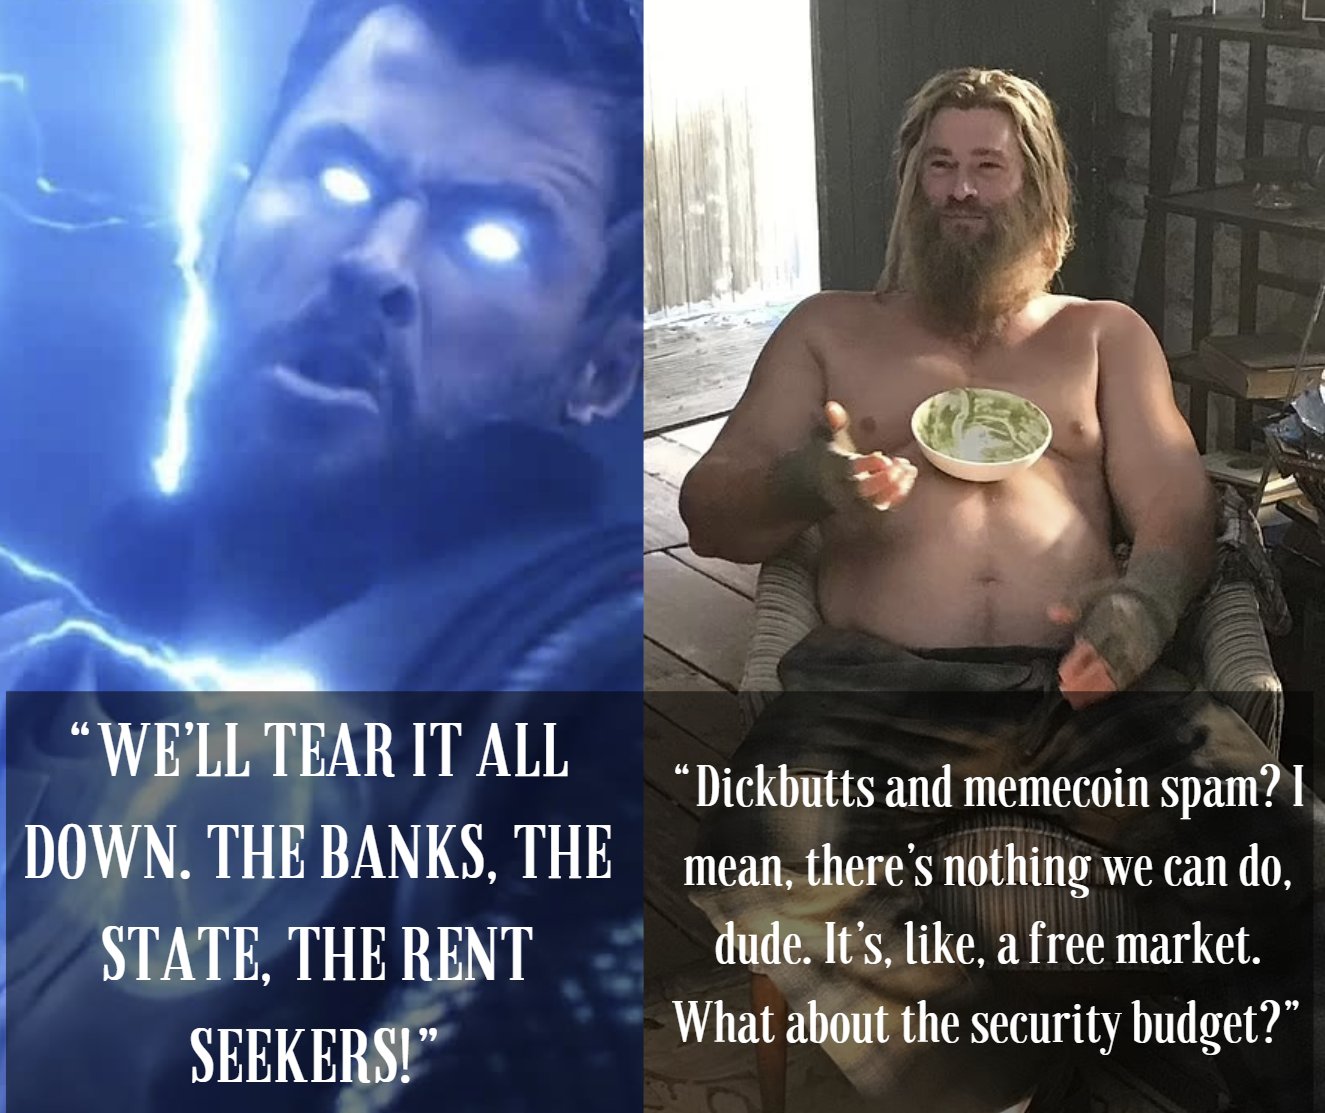 “WE’LL TEAR IT ALL
DOWN. THE BANKS, THE
STATE, THE RENT
SEEKERS!”
“Dickbutts and memecoin spam? I
mean, there’s nothing we can do,
dude. It’s, like, a free market.
What about the security budget?”